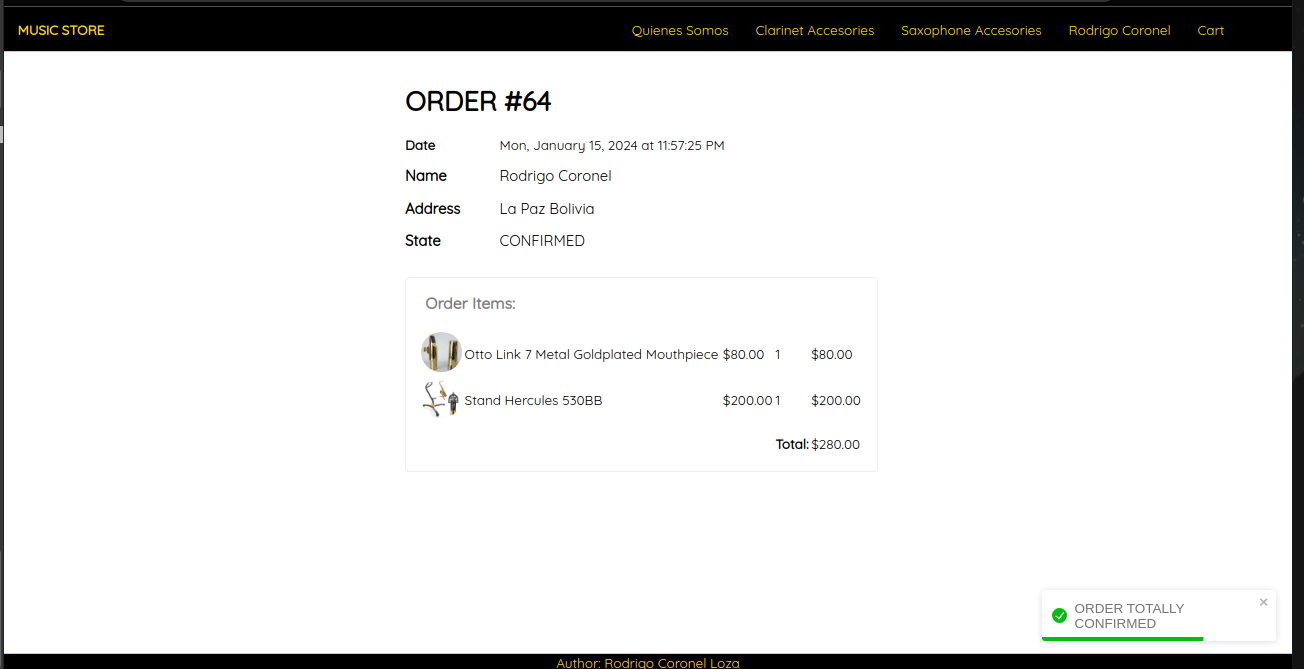 MUSIC STORE Quienes Somos Clarinet Accesories Saxophone Accesories Rodrigo Coronel Cart
ORDER #64
Date Mon, January 15, 2024 at 11:57:25 PM
Name Rodrigo Coronel
Address La Paz Bolivia
State CONFIRMED
Order Items:
Otto Link 7 Metal Goldplated Mouthpiece $80.00 1 $80.00
Stand Hercules 530BB $200.00 1 $200.00
Total: $280.00
ORDER TOTALLY
CONFIRMED
Author: Rodrigo Coronel Loza